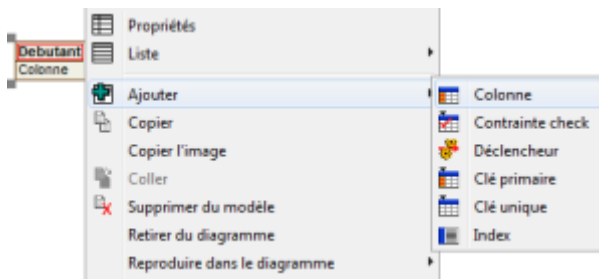 Debutant
Colonne
Propriétés
Liste
Ajouter
Copier
Copier l'image
Coller
Supprimer du modèle
Retirer du diagramme
Reproduire dans le diagramme
Colonne
Contrainte check
Déclencheur
Clé primaire
Clé unique
Index